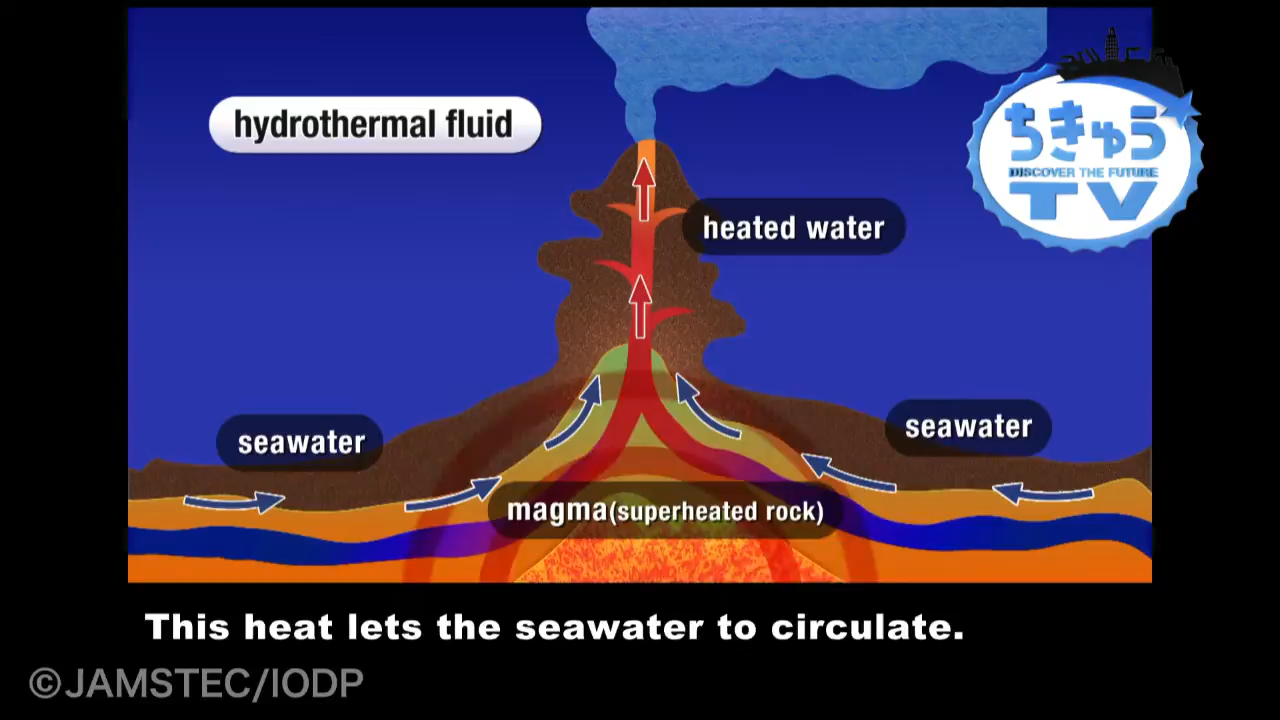 hydrothermal fluid
ちきゅう
DISCOVER THE FUTURE
TV
heated water
seawater
seawater
magma(superheated rock)
This heat lets the seawater to circulate.
©JAMSTEC/IODP